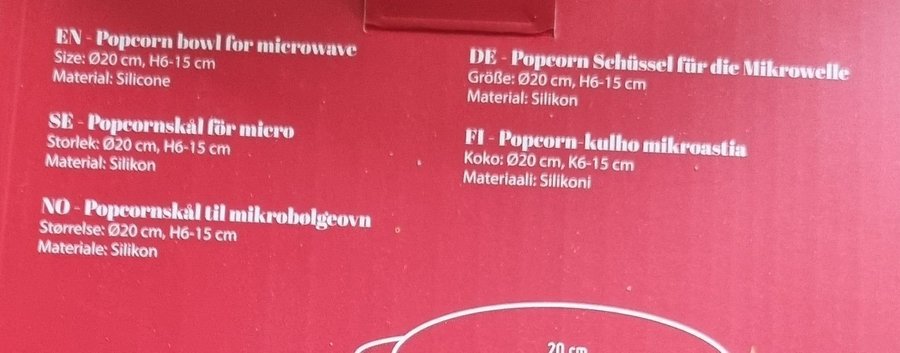 EN - Popcorn bowl for microwave
Size: Ø20 cm, H6-15 cm
Material: Silicone
SE - Popcornskål för micro
Storlek: Ø20 cm, H6-15 cm
Material: Silikon
NO - Popcornskål til mikrobølgeovn
Størrelse: Ø20 cm, H6-15 cm
Materiale: Silikon
DE - Popcorn Schüssel für die Mikrowelle
Größe: Ø20 cm, H6-15 cm
Material: Silikon
FI - Popcorn-kulho mikroastia
Koko: Ø20 cm, K6-15 cm
Materiaali: Silikoni
20 cm